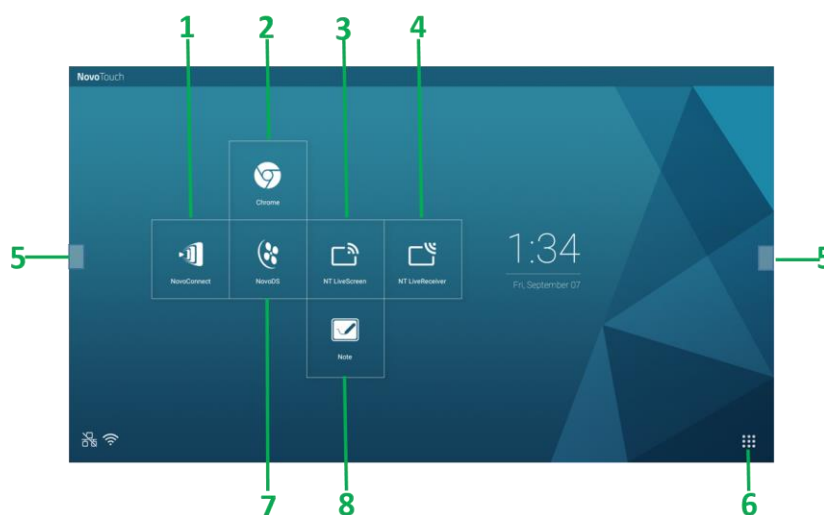 1 2 3 4
NovoTouch
Chrome
5 5
NovoConnect NovoDS NT LiveScreen NT LiveReceiver
1:34
Fri, September 07
Note
7 8 6